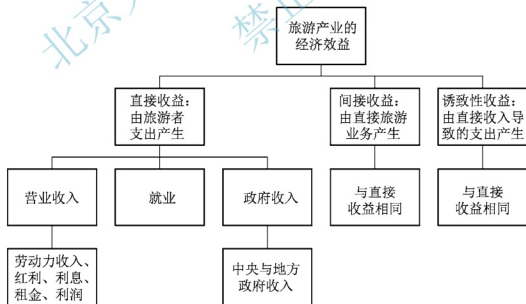 北京
禁止
旅游产业的
经济效益
直接收益：
由旅游者
支出产生
间接收益：
由直接旅游
业务产生
诱致性收益：
由直接收入导
致的支出产生
营业收入
就业
政府收入
与直接
收益相同
与直接
收益相同
劳动力收入、
红利、利息、
租金、利润
中央与地方
政府收入